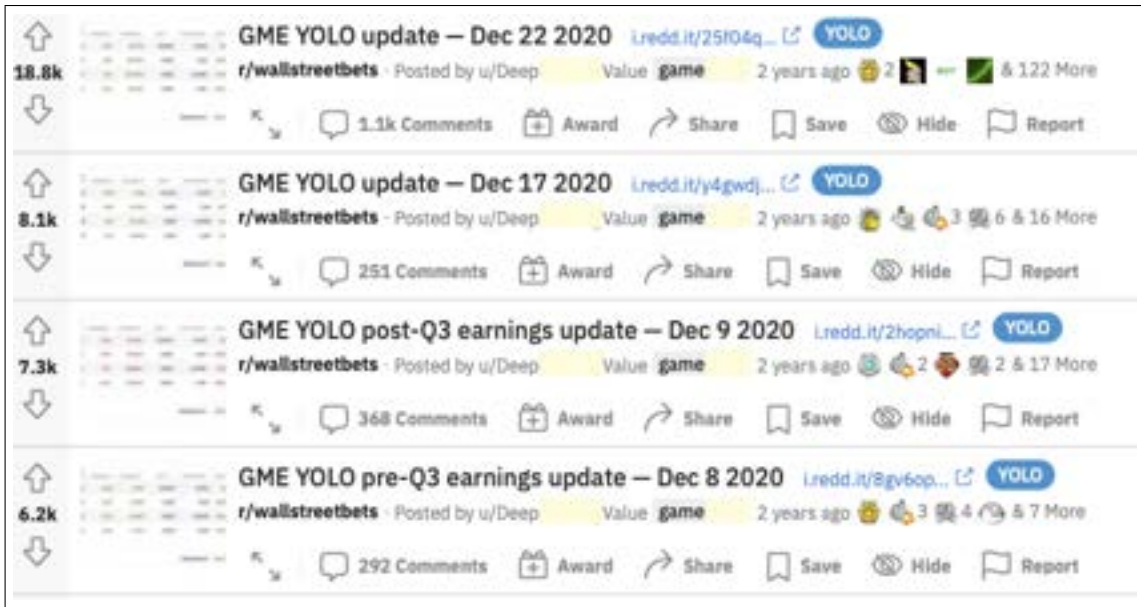 GME YOLO update — Dec 22 2020 i.redd.it/25f04q... YOLO
18.8k r/wallstreetbets · Posted by u/Deep Value game 2 years ago 2 & 122 More
1.1k Comments Award Share Save Hide Report
GME YOLO update — Dec 17 2020 i.redd.it/y4gwdj... YOLO
8.1k r/wallstreetbets · Posted by u/Deep Value game 2 years ago 3 6 & 16 More
251 Comments Award Share Save Hide Report
GME YOLO post-Q3 earnings update — Dec 9 2020 i.redd.it/2hopni... YOLO
7.3k r/wallstreetbets · Posted by u/Deep Value game 2 years ago 2 2 & 17 More
368 Comments Award Share Save Hide Report
GME YOLO pre-Q3 earnings update — Dec 8 2020 i.redd.it/8gv6op... YOLO
6.2k r/wallstreetbets · Posted by u/Deep Value game 2 years ago 3 4 & 7 More
292 Comments Award Share Save Hide Report